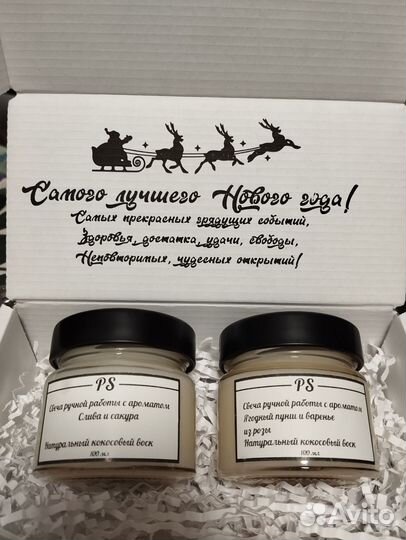 Самого лучшего Нового года!
Самых прекрасных грядущих событий,
Здоровья, достатка, удачи, свободы,
Неповторимых, чудесных открытий!
PS
Свеча ручной работы с ароматом
Слива и сакура
Натуральный кокосовый воск
100 мл
PS
Свеча ручной работы с ароматом
Ягодный пунш и варенье
из розы
Натуральный кокосовый воск
100 мл
Avito